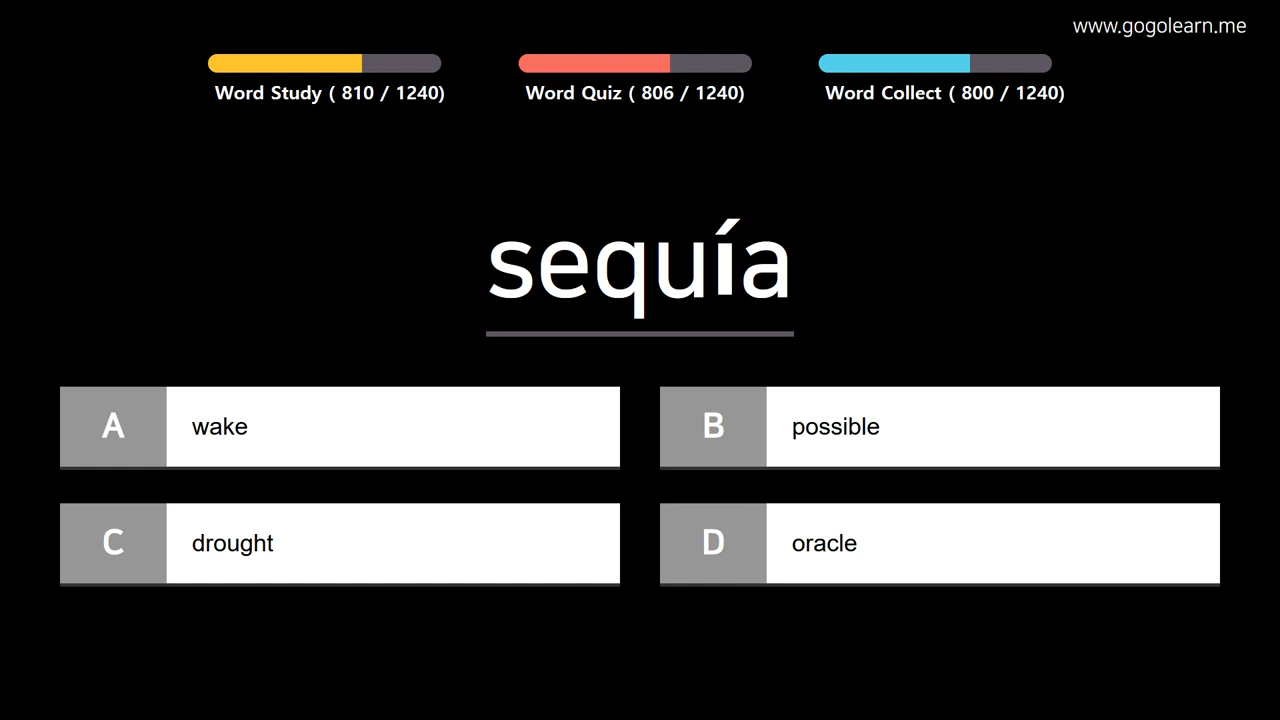 www.gogolearn.me
Word Study ( 810 / 1240)
Word Quiz ( 806 / 1240)
Word Collect ( 800 / 1240)
sequía
A wake
B possible
C drought
D oracle